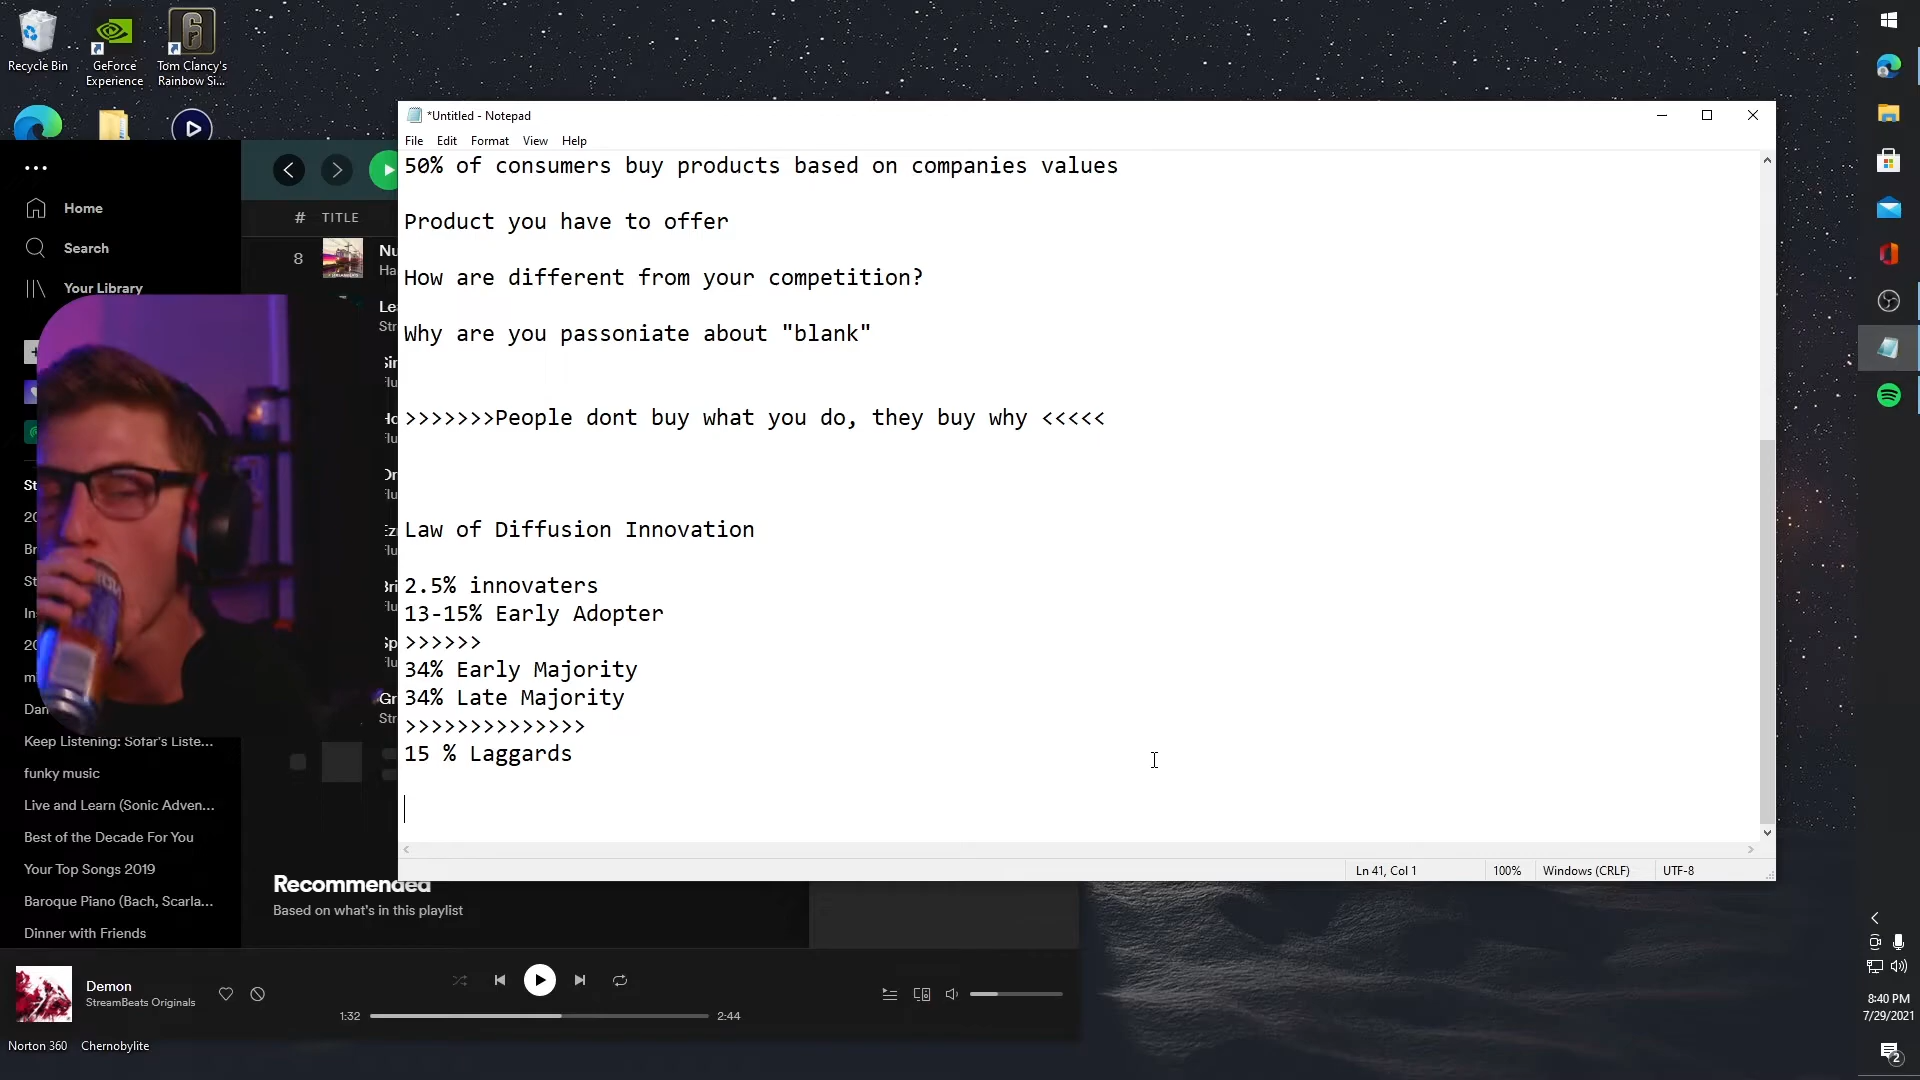 Recycle Bin
GeForce Experience
Tom Clancy's Rainbow Si...
*Untitled - Notepad
File Edit Format View Help
50% of consumers buy products based on companies values
Product you have to offer
How are different from your competition?
Why are you passoniate about "blank"
>>>>>>>People dont buy what you do, they buy why <<<<<
Law of Diffusion Innovation
2.5% innovaters
13-15% Early Adopter
>>>>>>
34% Early Majority
34% Late Majority
>>>>>>>>>>>>>>
15 % Laggards
Ln 41, Col 1
100%
Windows (CRLF)
UTF-8
Home
Search
Your Library
# TITLE
8
Keep Listening: Sofar's Liste...
funky music
Live and Learn (Sonic Adven...
Best of the Decade For You
Your Top Songs 2019
Baroque Piano (Bach, Scarla...
Dinner with Friends
Recommended
Based on what's in this playlist
Demon
StreamBeats Originals
1:32
2:44
Norton 360
Chernobylite
8:40 PM
7/29/2021
2